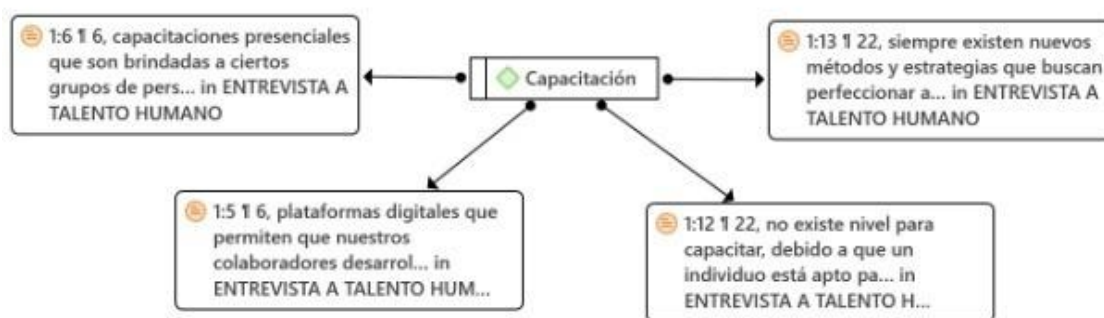 1:6 ¶ 6, capacitaciones presenciales
que son brindadas a ciertos
grupos de pers... in ENTREVISTA A
TALENTO HUMANO
Capacitación
1:13 ¶ 22, siempre existen nuevos
métodos y estrategias que buscan
perfeccionar a... in ENTREVISTA A
TALENTO HUMANO
1:5 ¶ 6, plataformas digitales que
permiten que nuestros
colaboradores desarrol... in
ENTREVISTA A TALENTO HUM...
1:12 ¶ 22, no existe nivel para
capacitar, debido a que un
individuo está apto pa... in
ENTREVISTA A TALENTO H...